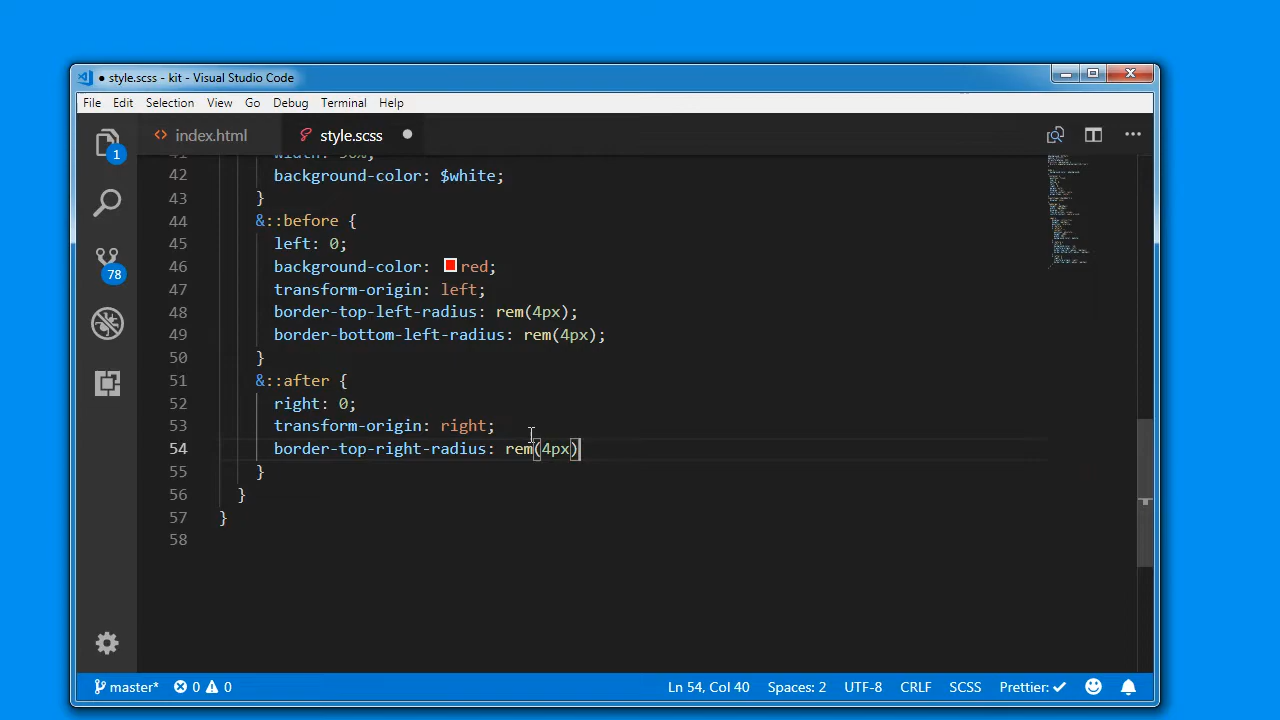 ● style.scss - kit - Visual Studio Code
File Edit Selection View Go Debug Terminal Help
1
<> index.html style.scss ●
78
42 background-color: $white;
43 }
44 &::before {
45 left: 0;
46 background-color: red;
47 transform-origin: left;
48 border-top-left-radius: rem(4px);
49 border-bottom-left-radius: rem(4px);
50 }
51 &::after {
52 right: 0;
53 transform-origin: right;
54 border-top-right-radius: rem(4px)
55 }
56 }
57 }
58
master* 0 0 Ln 54, Col 40 Spaces: 2 UTF-8 CRLF SCSS Prettier: ✓